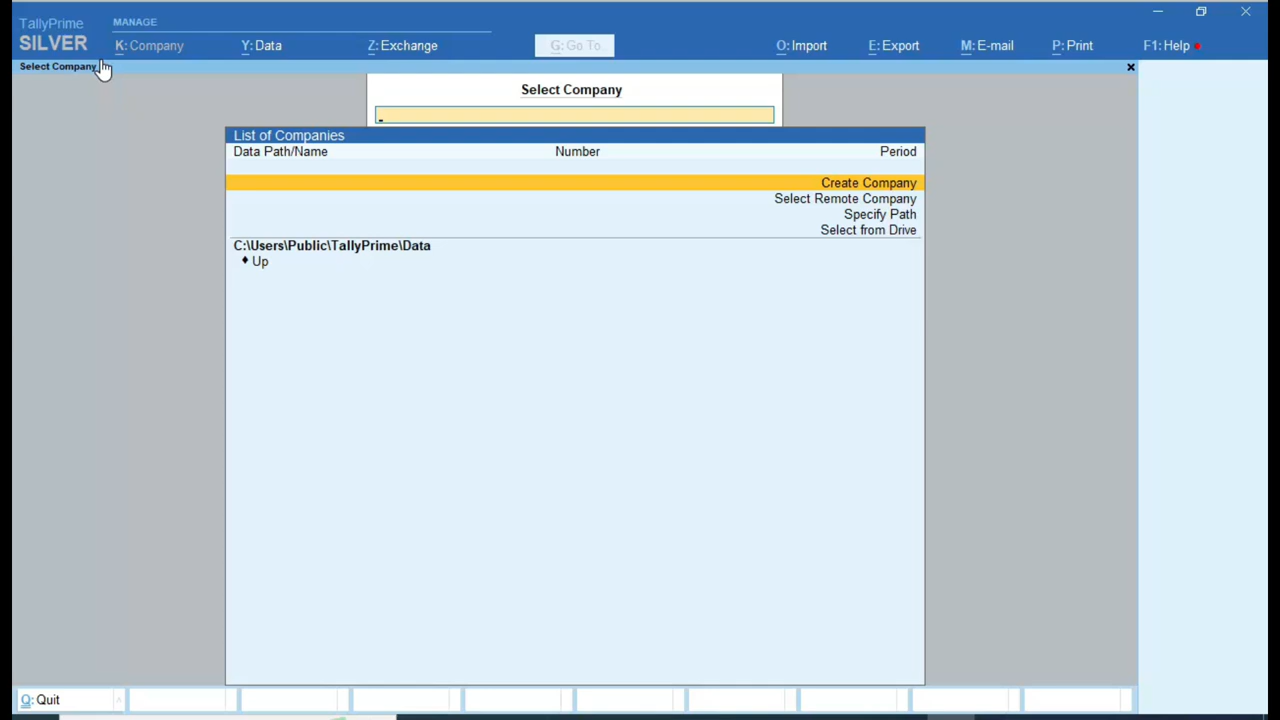 TallyPrime
MANAGE
SILVER
K: Company
Y: Data
Z: Exchange
G: Go To
O: Import
E: Export
M: E-mail
P: Print
F1: Help
Select Company
x
Select Company
List of Companies
Data Path/Name Number Period
Create Company
Select Remote Company
Specify Path
Select from Drive
C:\Users\Public\TallyPrime\Data
♦ Up
Q: Quit